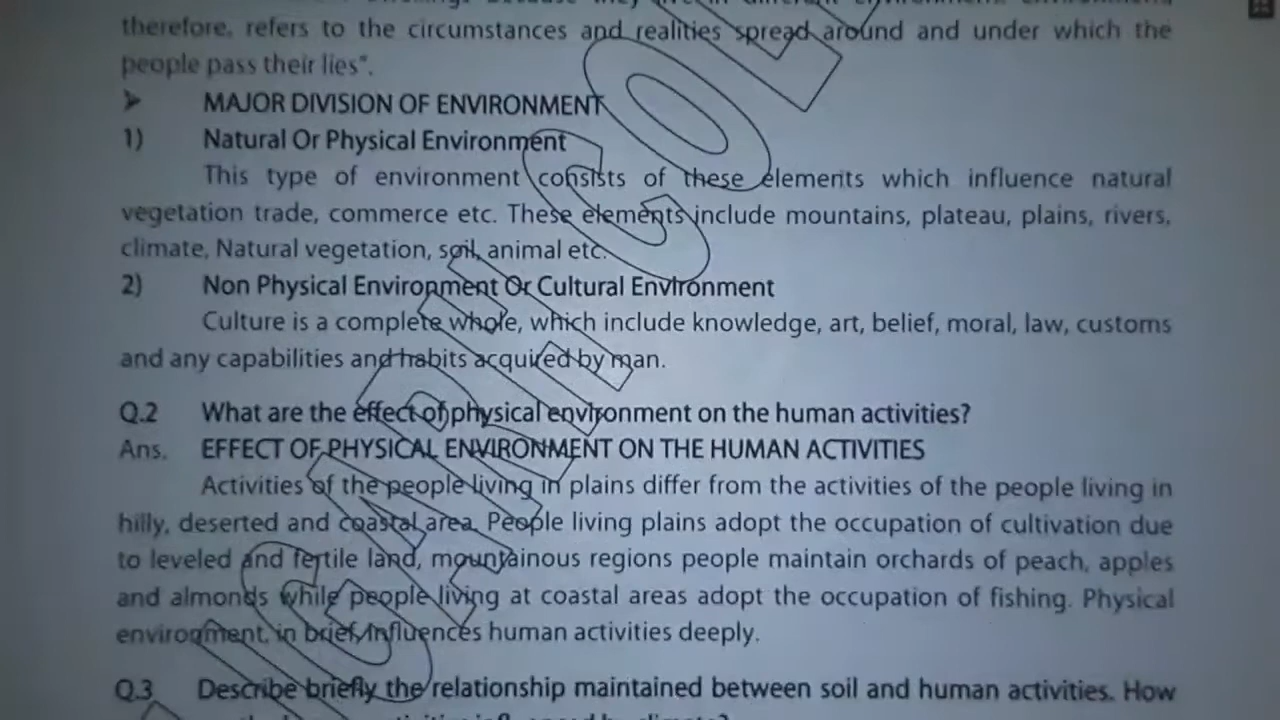 therefore, refers to the circumstances and realities spread around and under which the
people pass their lies".
➤ MAJOR DIVISION OF ENVIRONMENT
1) Natural Or Physical Environment
This type of environment consists of these elements which influence natural
vegetation trade, commerce etc. These elements include mountains, plateau, plains, rivers,
climate, Natural vegetation, soil, animal etc.
2) Non Physical Environment Or Cultural Environment
Culture is a complete whole, which include knowledge, art, belief, moral, law, customs
and any capabilities and habits acquired by man.
Q.2 What are the effect of physical environment on the human activities?
Ans. EFFECT OF PHYSICAL ENVIRONMENT ON THE HUMAN ACTIVITIES
Activities of the people living in plains differ from the activities of the people living in
hilly, deserted and coastal area. People living plains adopt the occupation of cultivation due
to leveled and fertile land, mountainous regions people maintain orchards of peach, apples
and almonds while people living at coastal areas adopt the occupation of fishing. Physical
environment, in brief, influences human activities deeply.
Q.3 Describe briefly the relationship maintained between soil and human activities. How